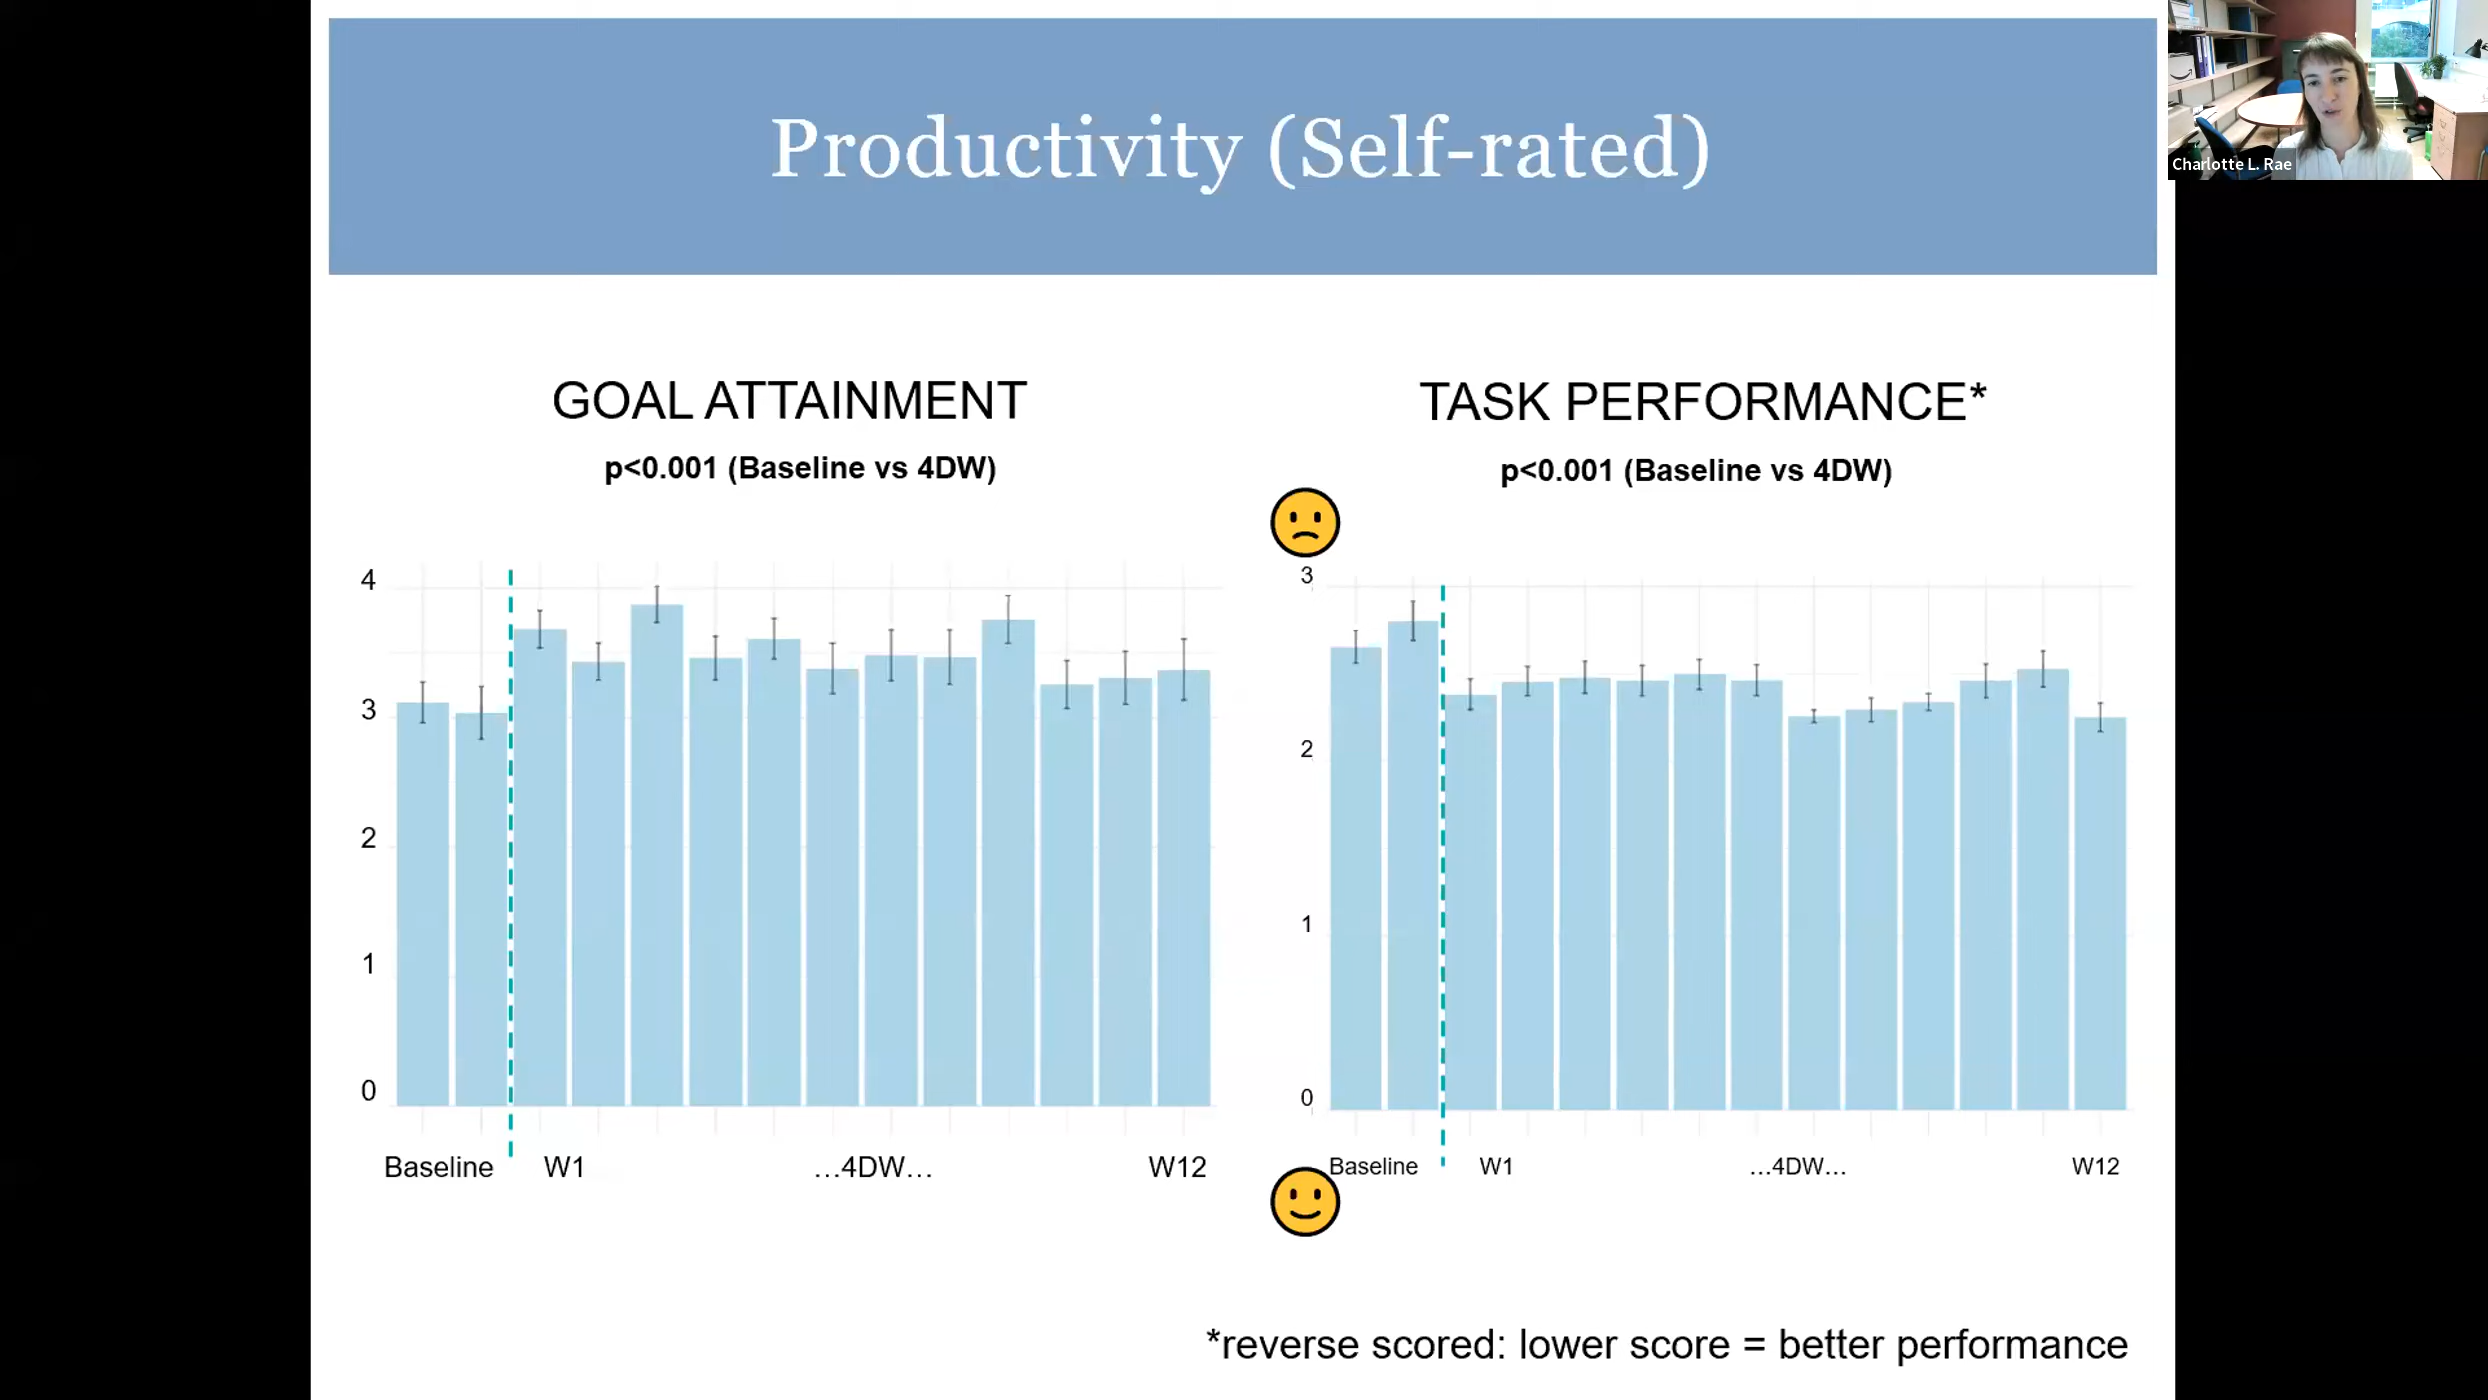 Productivity (Self-rated)
Charlotte L. Rae
GOAL ATTAINMENT
p<0.001 (Baseline vs 4DW)
4
3
2
1
0
Baseline
W1
...4DW...
W12
TASK PERFORMANCE*
p<0.001 (Baseline vs 4DW)
3
2
1
0
Baseline
W1
...4DW...
W12
*reverse scored: lower score = better performance